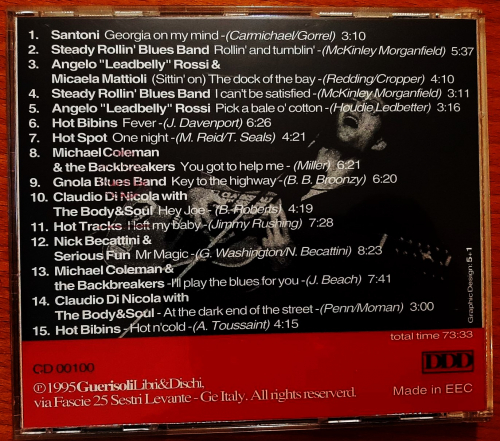 1. Santoni Georgia on my mind -(Carmichael/Gorrel) 3:10
2. Steady Rollin' Blues Band Rollin' and tumblin' -(McKinley Morganfield) 5:37
3. Angelo "Leadbelly" Rossi &
Micaela Mattioli (Sittin' on) The dock of the bay -(Redding/Cropper) 4:10
4. Steady Rollin' Blues Band I can't be satisfied -(McKinley Morganfield) 3:11
5. Angelo "Leadbelly" Rossi Pick a bale o' cotton -(Houdie Ledbetter) 3:16
6. Hot Bibins Fever -(J. Davenport) 6:26
7. Hot Spot One night -(M. Reid/T. Seals) 4:21
8. Michael Coleman
& the Backbreakers You got to help me -(Miller) 6:21
9. Gnola Blues Band Key to the highway -(B. B. Broonzy) 6:20
10. Claudio Di Nicola with
The Body&Soul Hey Joe -(B. Roberts) 4:19
11. Hot Tracks I left my baby -(Jimmy Rushing) 7:28
12. Nick Becattini &
Serious Fun Mr Magic -(G. Washington/N. Becattini) 8:23
13. Michael Coleman &
the Backbreakers -I'll play the blues for you -(J. Beach) 7:41
14. Claudio Di Nicola with
The Body&Soul - At the dark end of the street -(Penn/Moman) 3:00
15. Hot Bibins -Hot n'cold -(A. Toussaint) 4:15
Graphic Design: 5+1
total time 73:33
CD 00100
DDD
℗1995 Guerisoli Libri&Dischi.
via Fascie 25 Sestri Levante - Ge Italy. All rights reserverd.
Made in EEC